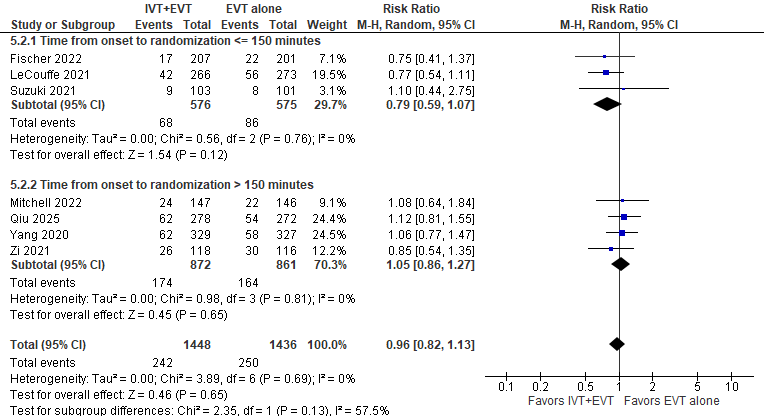 IVT+EVT EVT alone Risk Ratio Risk Ratio
Study or Subgroup Events Total Events Total Weight M-H, Random, 95% CI M-H, Random, 95% CI
5.2.1 Time from onset to randomization <= 150 minutes
Fischer 2022 17 207 22 201 7.1% 0.75 [0.41, 1.37]
LeCouffe 2021 42 266 56 273 19.5% 0.77 [0.54, 1.11]
Suzuki 2021 9 103 8 101 3.1% 1.10 [0.44, 2.75]
Subtotal (95% CI) 576 575 29.7% 0.79 [0.59, 1.07]
Total events 68 86
Heterogeneity: Tau² = 0.00; Chi² = 0.56, df = 2 (P = 0.76); I² = 0%
Test for overall effect: Z = 1.54 (P = 0.12)
5.2.2 Time from onset to randomization > 150 minutes
Mitchell 2022 24 147 22 146 9.1% 1.08 [0.64, 1.84]
Qiu 2025 62 278 54 272 24.4% 1.12 [0.81, 1.55]
Yang 2020 62 329 58 327 24.5% 1.06 [0.77, 1.47]
Zi 2021 26 118 30 116 12.2% 0.85 [0.54, 1.35]
Subtotal (95% CI) 872 861 70.3% 1.05 [0.86, 1.27]
Total events 174 164
Heterogeneity: Tau² = 0.00; Chi² = 0.98, df = 3 (P = 0.81); I² = 0%
Test for overall effect: Z = 0.45 (P = 0.65)
Total (95% CI) 1448 1436 100.0% 0.96 [0.82, 1.13]
Total events 242 250
Heterogeneity: Tau² = 0.00; Chi² = 3.89, df = 6 (P = 0.69); I² = 0%
Test for overall effect: Z = 0.46 (P = 0.65)
Test for subgroup differences: Chi² = 2.35, df = 1 (P = 0.13), I² = 57.5%
0.1 0.2 0.5 1 2 5 10
Favors IVT+EVT Favors EVT alone